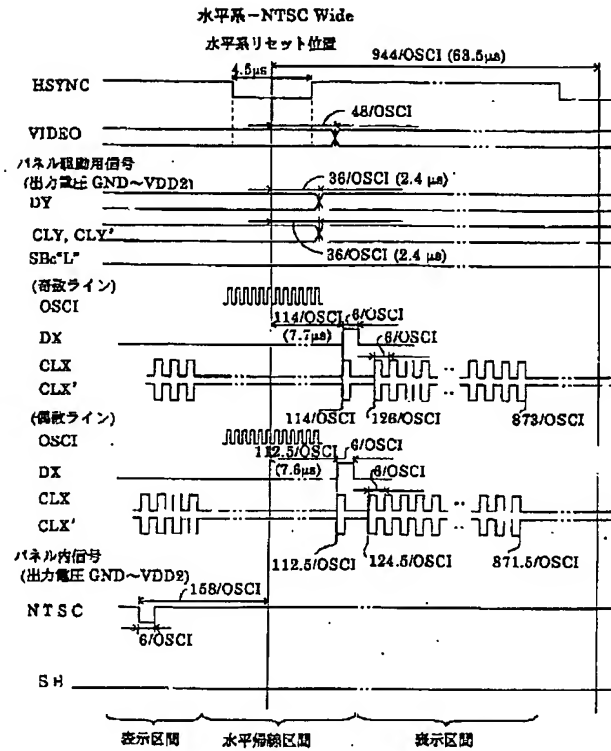 水平系－NTSC Wide
水平系リセット位置
944/OSCI (63.5μs)
4.5μs
HSYNC
48/OSCI
VIDEO
パネル駆動用信号
(出力電圧 GND～VDD2)
36/OSCI (2.4 μs)
DY
CLY, CLY'
36/OSCI (2.4 μs)
SBc"L"
(奇数ライン)
OSCI
114/OSCI 6/OSCI
DX
(7.7μs)
6/OSCI
CLX
CLX'
114/OSCI 126/OSCI 873/OSCI
(偶数ライン)
OSCI
112.5/OSCI 6/OSCI
DX
(7.6μs)
6/OSCI
CLX
CLX'
112.5/OSCI 124.5/OSCI 871.5/OSCI
パネル内信号
(出力電圧 GND～VDD2)
158/OSCI
NTSC
6/OSCI
SH
表示区間 水平帰線区間 表示区間